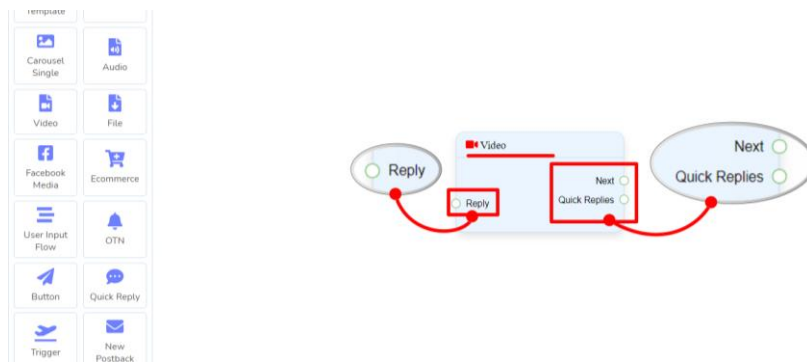 Template
Carousel
Single
Audio
Video
File
Facebook
Media
Ecommerce
User Input
Flow
OTN
Button
Quick Reply
Trigger
New
Postback
Reply
Video
Reply
Next
Quick Replies
Next
Quick Replies